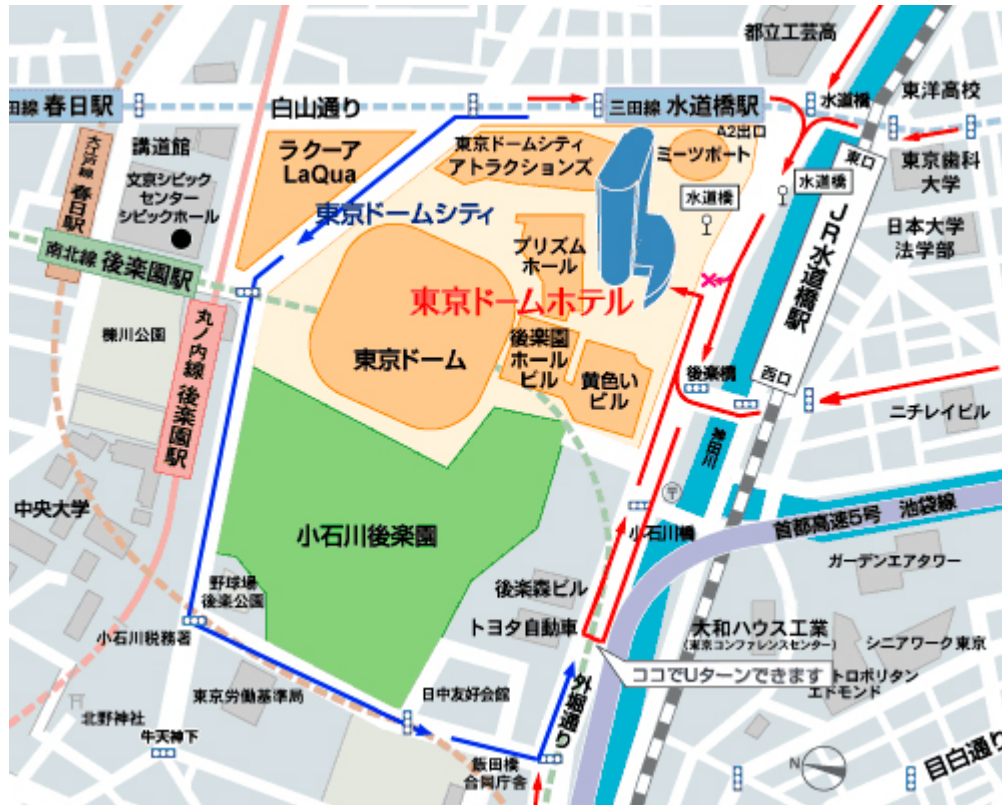 都立工芸高
田線 春日駅
白山通り
三田線 水道橋駅
水道橋
東洋高校
A2出口
大江戸線 春日駅
講道館
ラクーア
LaQua
東京ドームシティ
アトラクションズ
ミーツポート
東口
東京歯科
大学
文京シビック
センター
シビックホール
東京ドームシティ
水道橋
水道橋
JR水道橋駅
日本大学
法学部
南北線 後楽園駅
プリズム
ホール
東京ドームホテル
礫川公園
丸ノ内線 後楽園駅
東京ドーム
後楽園
ホール
ビル
黄色い
ビル
後楽橋
西口
ニチレイビル
神田川
中央大学
小石川後楽園
小石川橋
首都高速5号 池袋線
ガーデンエアタワー
野球場
後楽公園
後楽森ビル
トヨタ自動車
小石川税務署
大和ハウス工業
(東京コンファレンスセンター)
シニアワーク東京
ココでUターンできます
トロポリタン
エドモンド
東京労働基準局
日中友好会館
外堀通り
北野神社
牛天神下
飯田橋
合同庁舎
N
目白通り